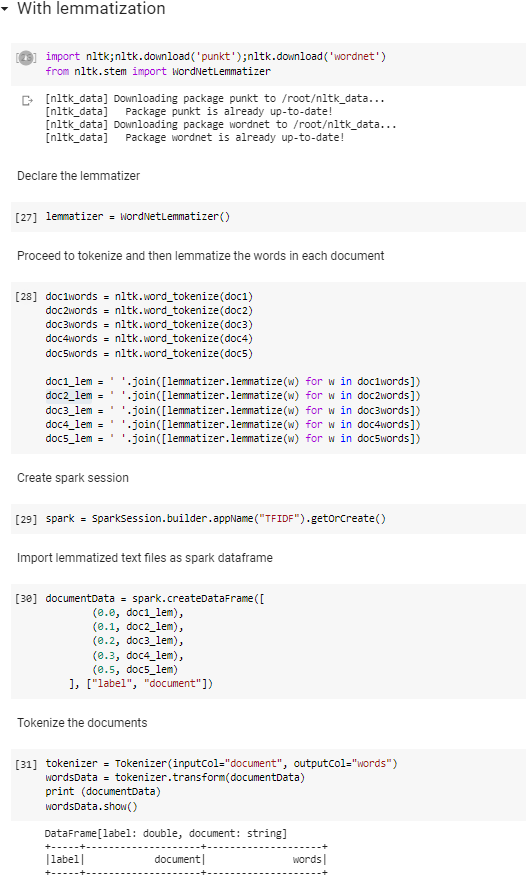 With lemmatization
import nltk;nltk.download('punkt');nltk.download('wordnet')
from nltk.stem import WordNetLemmatizer
[nltk_data] Downloading package punkt to /root/nltk_data...
[nltk_data]   Package punkt is already up-to-date!
[nltk_data] Downloading package wordnet to /root/nltk_data...
[nltk_data]   Package wordnet is already up-to-date!
Declare the lemmatizer
[27] lemmatizer = WordNetLemmatizer()
Proceed to tokenize and then lemmatize the words in each document
[28] doc1words = nltk.word_tokenize(doc1)
doc2words = nltk.word_tokenize(doc2)
doc3words = nltk.word_tokenize(doc3)
doc4words = nltk.word_tokenize(doc4)
doc5words = nltk.word_tokenize(doc5)
doc1_lem = ' '.join([lemmatizer.lemmatize(w) for w in doc1words])
doc2_lem = ' '.join([lemmatizer.lemmatize(w) for w in doc2words])
doc3_lem = ' '.join([lemmatizer.lemmatize(w) for w in doc3words])
doc4_lem = ' '.join([lemmatizer.lemmatize(w) for w in doc4words])
doc5_lem = ' '.join([lemmatizer.lemmatize(w) for w in doc5words])
Create spark session
[29] spark = SparkSession.builder.appName("TFIDF").getOrCreate()
Import lemmatized text files as spark dataframe
[30] documentData = spark.createDataFrame([
(0.0, doc1_lem),
(0.1, doc2_lem),
(0.2, doc3_lem),
(0.3, doc4_lem),
(0.5, doc5_lem)
], ["label", "document"])
Tokenize the documents
[31] tokenizer = Tokenizer(inputCol="document", outputCol="words")
wordsData = tokenizer.transform(documentData)
print (documentData)
wordsData.show()
DataFrame[label: double, document: string]
+-----+--------------------+--------------------+
|label|            document|               words|
+-----+--------------------+--------------------+